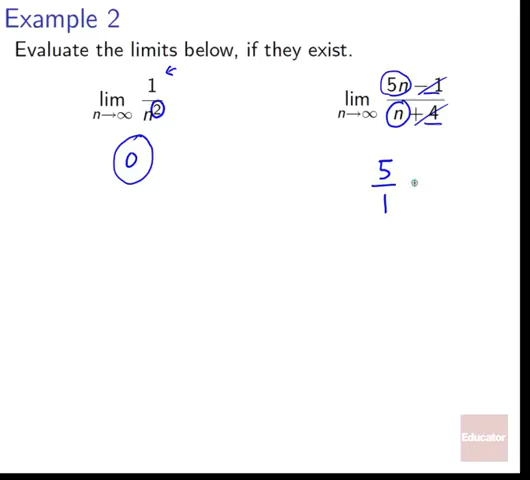 Example 2
Evaluate the limits below, if they exist.
lim n→∞ 1/n²
0
lim n→∞ (5n − 1)/(n + 4)
5/1
Educator